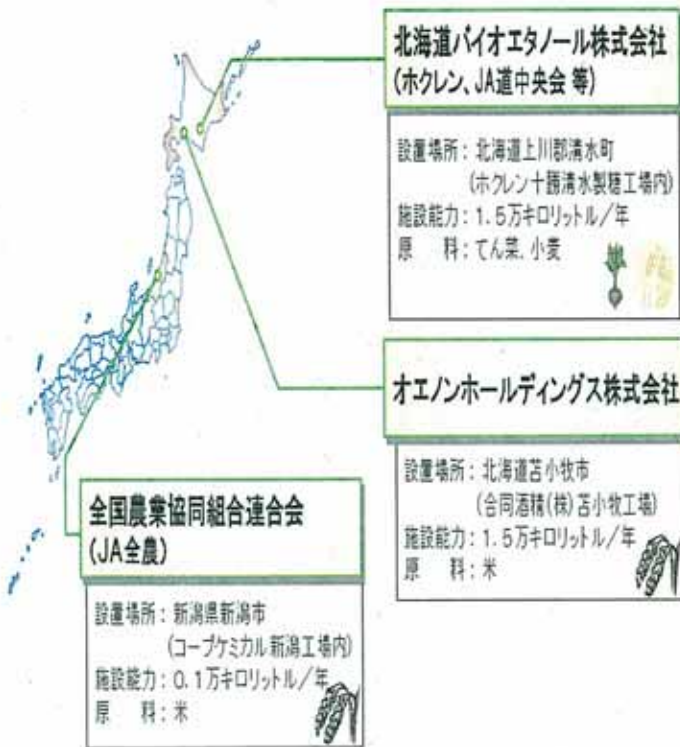 北海道バイオエタノール株式会社
(ホクレン、JA道中央会 等)
設置場所：北海道上川郡清水町
(ホクレン十勝清水製糖工場内)
施設能力：1.5万キロリットル／年
原　料：てん菜、小麦
オエノンホールディングス株式会社
設置場所：北海道苫小牧市
(合同酒精(株)苫小牧工場)
施設能力：1.5万キロリットル／年
原　料：米
全国農業協同組合連合会
(JA全農)
設置場所：新潟県新潟市
(コープケミカル新潟工場内)
施設能力：0.1万キロリットル／年
原　料：米